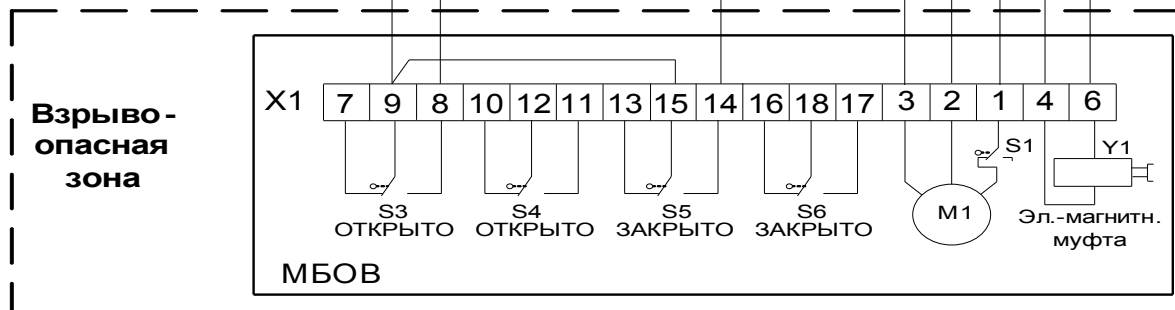 Взрыво-
опасная
зона
X1 7 9 8 10 12 11 13 15 14 16 18 17 3 2 1 4 6
S1 Y1
S3 S4 S5 S6 M1
ОТКРЫТО ОТКРЫТО ЗАКРЫТО ЗАКРЫТО
Эл.-магнитн.
муфта
МБОВ